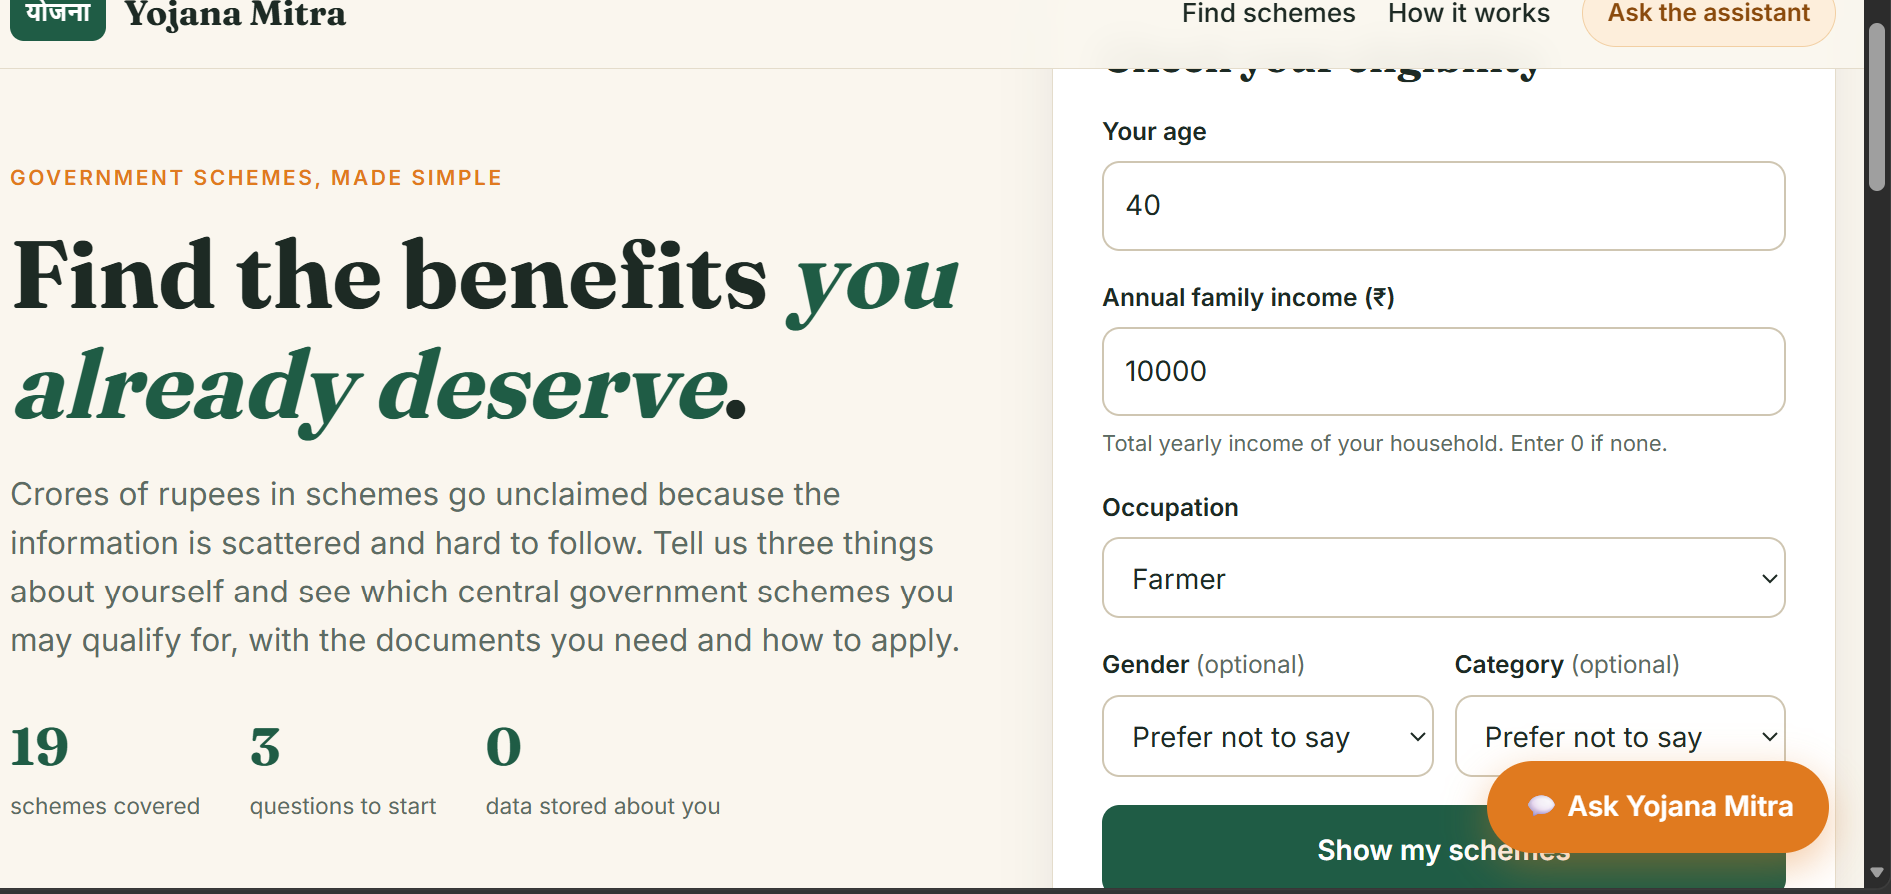 योजना
Yojana Mitra
Find schemes
How it works
Ask the assistant
GOVERNMENT SCHEMES, MADE SIMPLE
Find the benefits you
already deserve.
Crores of rupees in schemes go unclaimed because the
information is scattered and hard to follow. Tell us three things
about yourself and see which central government schemes you
may qualify for, with the documents you need and how to apply.
19
schemes covered
3
questions to start
0
data stored about you
Check your eligibility
Your age
40
Annual family income (₹)
10000
Total yearly income of your household. Enter 0 if none.
Occupation
Farmer
Gender (optional)
Category (optional)
Prefer not to say
Prefer not to say
Show my schemes
Ask Yojana Mitra